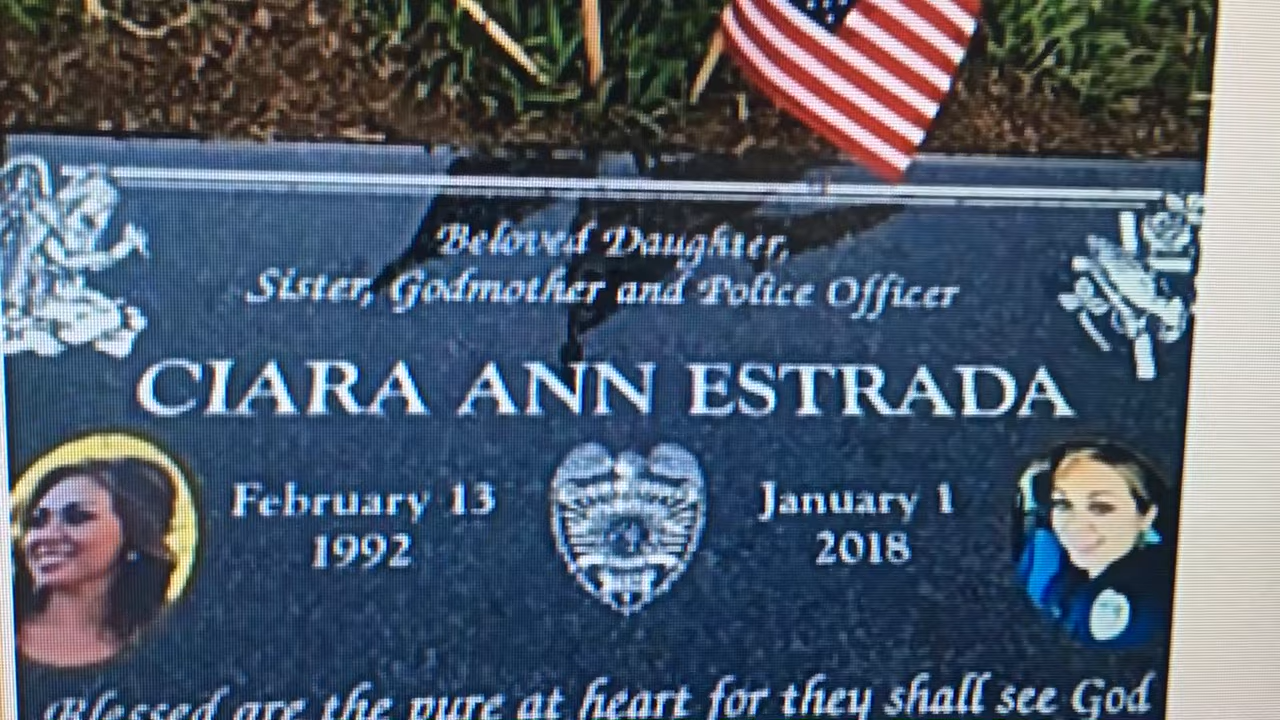 Beloved Daughter,
Sister, Godmother and Police Officer
CIARA ANN ESTRADA
February 13
1992
January 1
2018
Blessed are the pure at heart for they shall see God